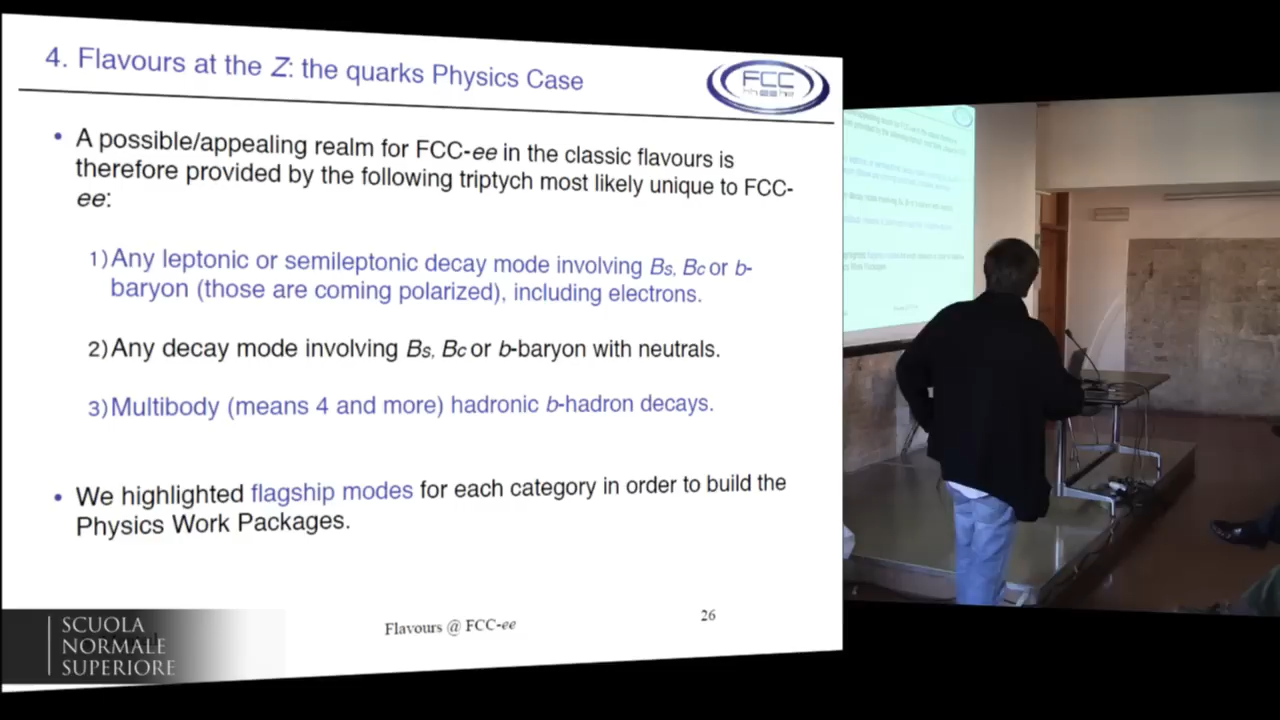 4. Flavours at the Z: the quarks Physics Case
FCC
• A possible/appealing realm for FCC-ee in the classic flavours is
therefore provided by the following triptych most likely unique to FCC-
ee:
1) Any leptonic or semileptonic decay mode involving Bs, Bc or b-
baryon (those are coming polarized), including electrons.
2) Any decay mode involving Bs, Bc or b-baryon with neutrals.
3) Multibody (means 4 and more) hadronic b-hadron decays.
• We highlighted flagship modes for each category in order to build the
Physics Work Packages.
Flavours @ FCC-ee
26
SCUOLA
NORMALE
SUPERIORE